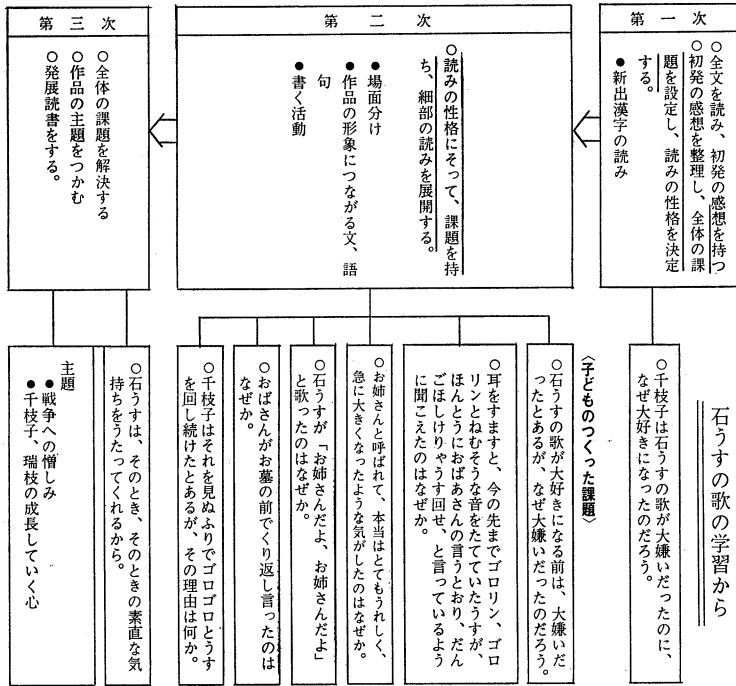 石うすの歌の学習から
第一次
○全文を読み、初発の感想を持つ
○初発の感想を整理し、全体の課
題を設定し、読みの性格を決定
する。
●新出漢字の読み
○千枝子は石うすの歌が大嫌いだったのに、
なぜ大好きになったのだろう。
第二次
○読みの性格にそって、課題を持
ち、細部の読みを展開する。
●場面分け
●作品の形象につながる文、語
句
●書く活動
〈子どものつくった課題〉
○石うすの歌が大好きになる前は、大嫌いだ
ったとあるが、なぜ大嫌いだったのだろう。
○耳をすますと、今の先までゴロリン、ゴロ
リンとねむそうな音をたてていたうすが、
ほんとうにおばあさんの言うとおり、だん
ごほしけりゃうす回せ、と言っているよう
に聞こえたのはなぜか。
○お姉さんと呼ばれて、本当はとてもうれしく、
急に大きくなったような気がしたのはなぜか。
○石うすが「お姉さんだよ、お姉さんだよ」
と歌ったのはなぜか。
○おばさんがお墓の前でくり返し言ったのは
なぜか。
○千枝子はそれを見ぬふりでゴロゴロとうす
を回し続けたとあるが、その理由は何か。
第三次
○全体の課題を解決する
○作品の主題をつかむ
○発展読書をする。
○石うすは、そのとき、そのときの素直な気
持ちをうたってくれるから。
主題
●戦争への憎しみ
●千枝子、瑞枝の成長していく心